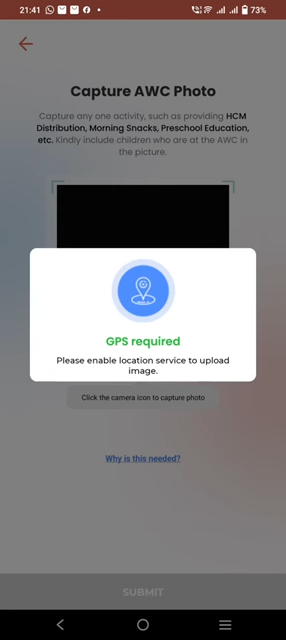 21:41
73%
Capture AWC Photo
Capture any one activity, such as providing HCM
Distribution, Morning Snacks, Preschool Education,
etc. Kindly include children who are at the AWC in
the picture.
GPS required
Please enable location service to upload
image.
Click the camera icon to capture photo
Why is this needed?
SUBMIT